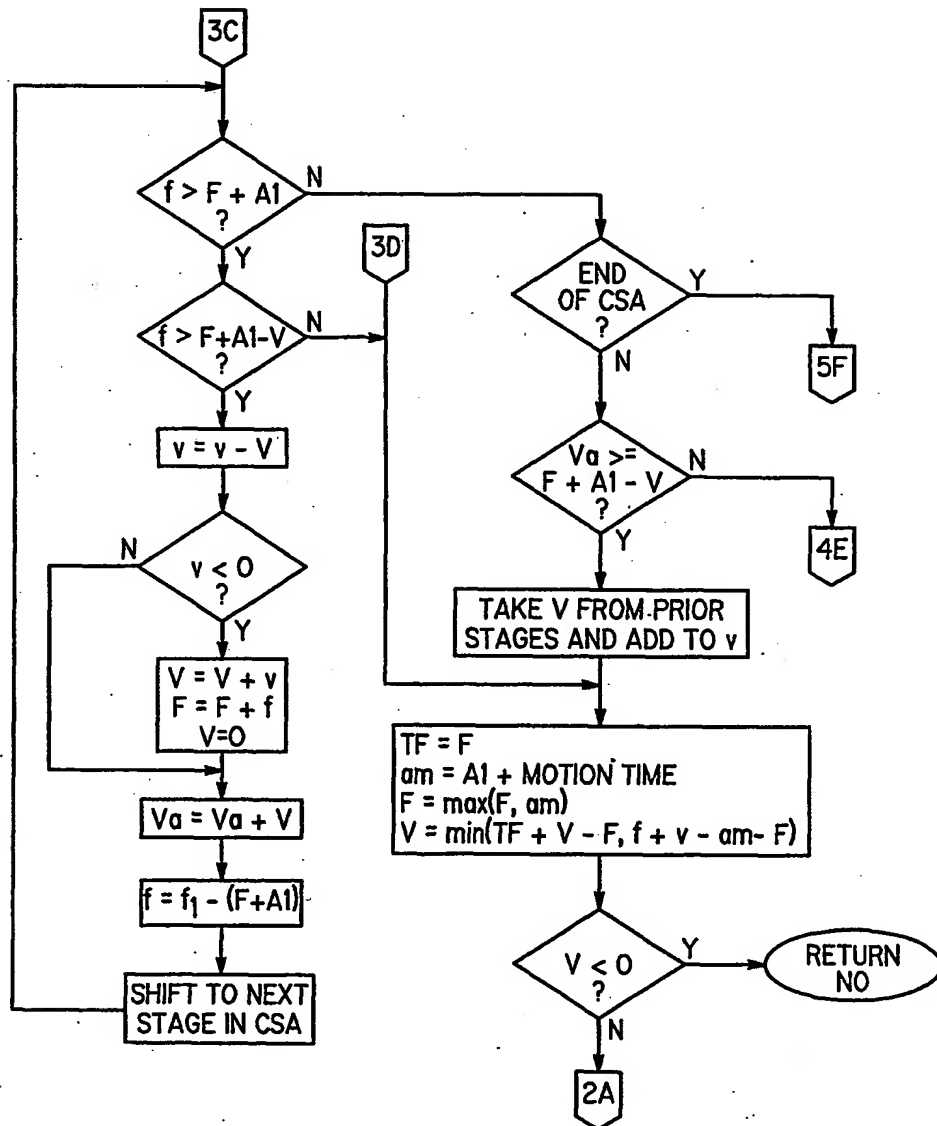 3C
f > F + A1
?
N
Y
3D
f > F+A1-V
?
N
Y
v = v - V
v < 0
?
N
Y
V = V + v
F = F + f
V=0
Va = Va + V
f = f1 - (F+A1)
SHIFT TO NEXT
STAGE IN CSA
END
OF CSA
?
Y
N
5F
Va >=
F + A1 - V
?
N
Y
4E
TAKE V FROM PRIOR
STAGES AND ADD TO v
TF = F
am = A1 + MOTION TIME
F = max(F, am)
V = min(TF + V - F, f + v - am- F)
V < 0
?
Y
N
RETURN
NO
2A